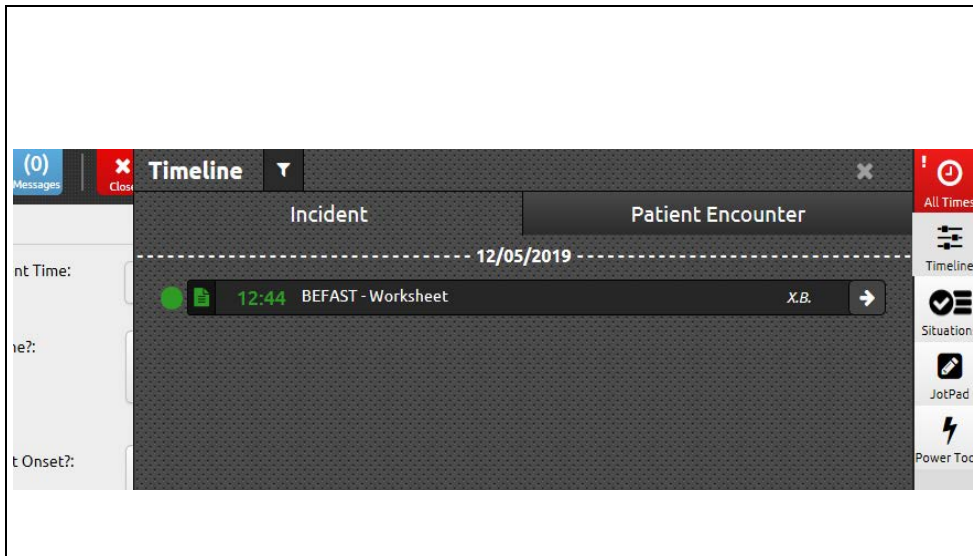 (0)
Messages
Close
Timeline
Incident
Patient Encounter
12/05/2019
12:44 BEFAST - Worksheet X.B.
nt Time:
ne?:
t Onset?:
! All Times
Timeline
Situation
JotPad
Power Too